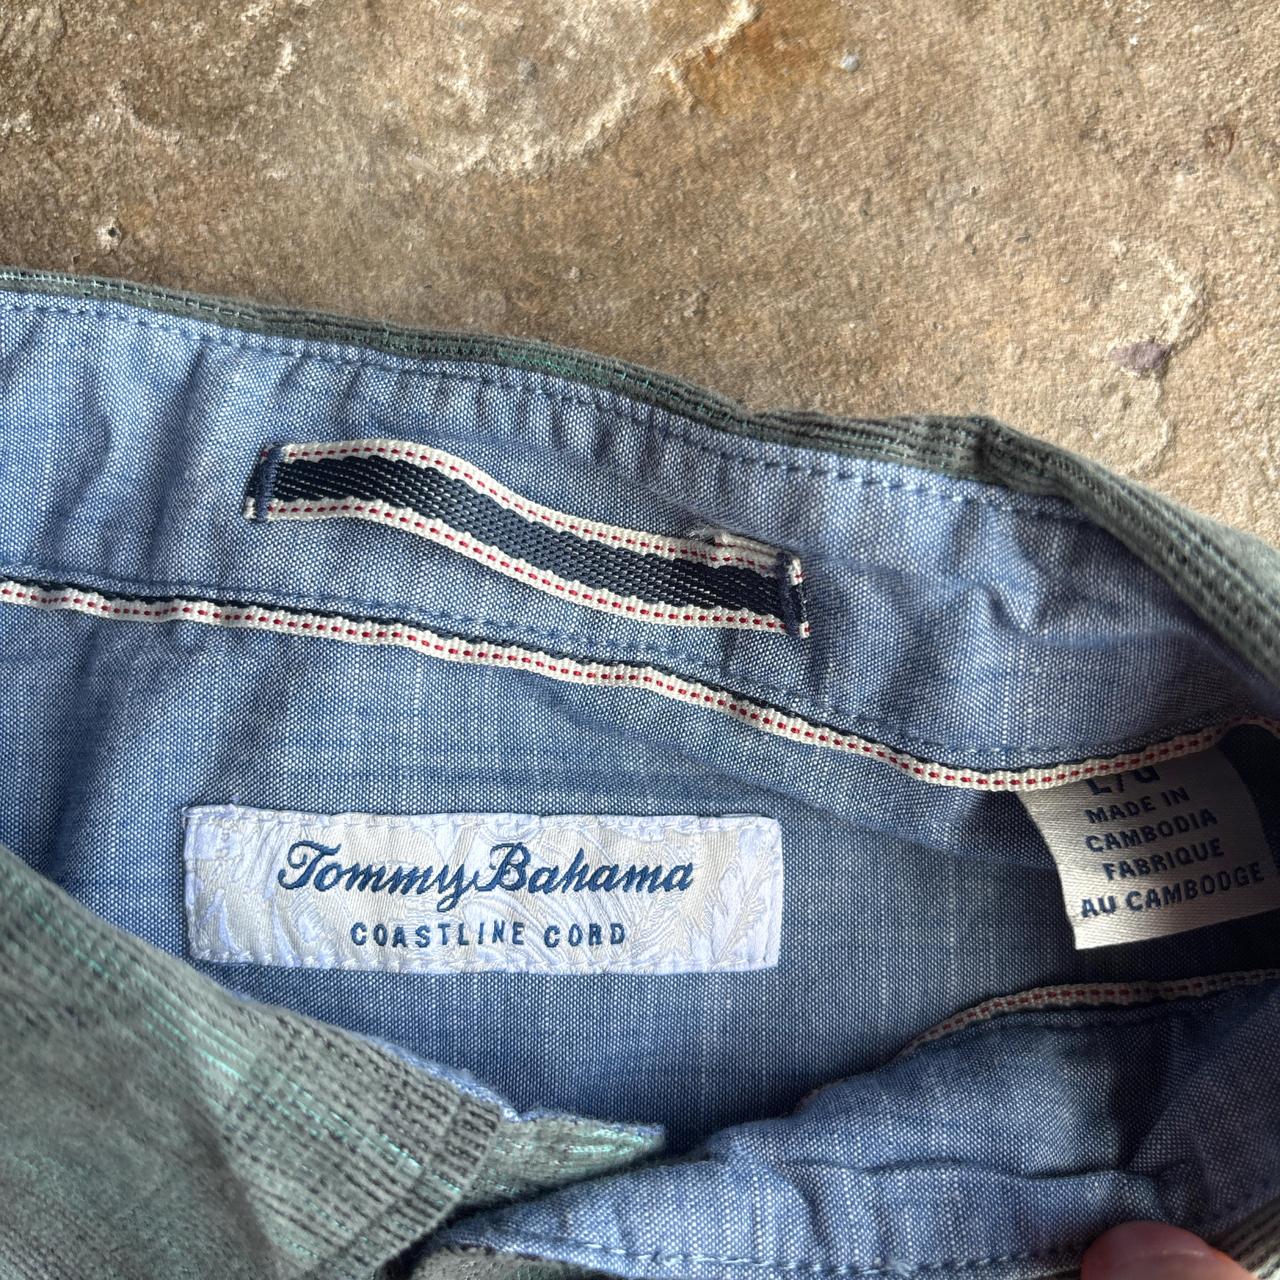 Tommy Bahama
COASTLINE CORD
L/G
MADE IN
CAMBODIA
FABRIQUE
AU CAMBODGE